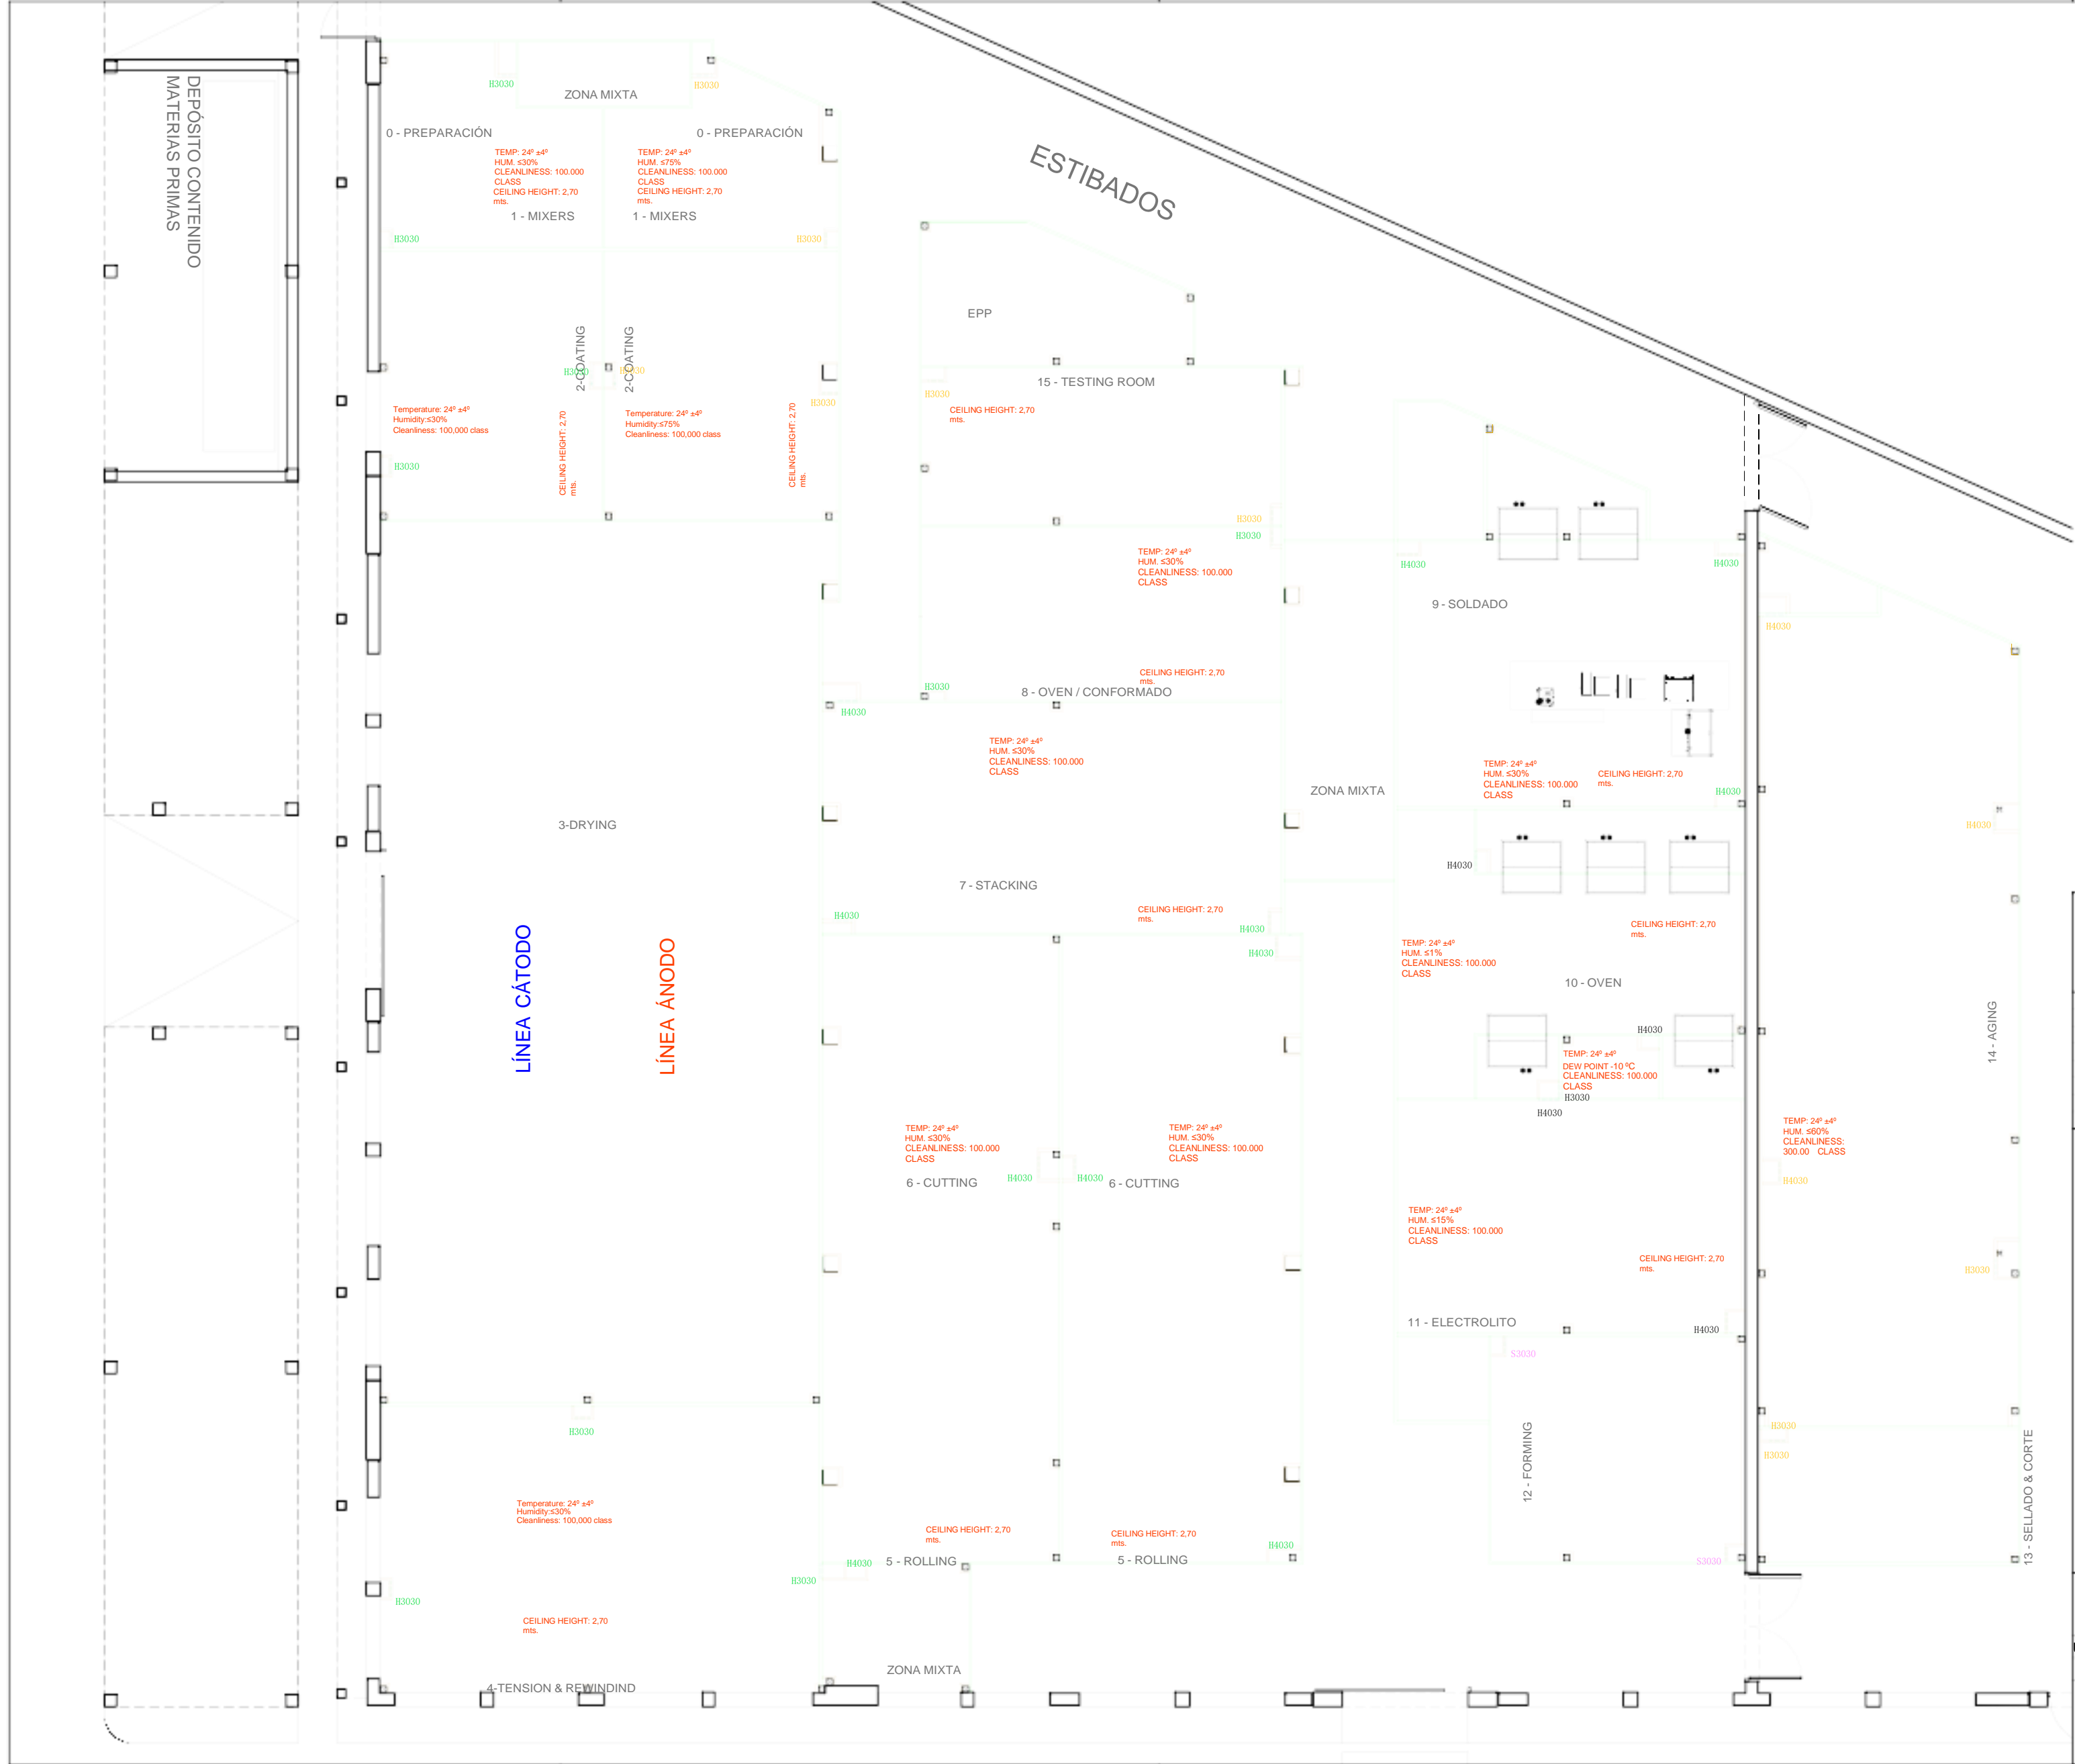 DEPÓSITO CONTENIDO
MATERIAS PRIMAS
H3030
ZONA MIXTA
H3030
0 - PREPARACIÓN
0 - PREPARACIÓN
TEMP: 24º ±4º
HUM. ≤30%
CLEANLINESS: 100.000
CLASS
CEILING HEIGHT: 2,70
mts.
TEMP: 24º ±4º
HUM. ≤75%
CLEANLINESS: 100.000
CLASS
CEILING HEIGHT: 2,70
mts.
1 - MIXERS
1 - MIXERS
H3030
H3030
ESTIBADOS
EPP
2-COATING
2-COATING
H3030
H3030
H3030
H3030
15 - TESTING ROOM
CEILING HEIGHT: 2,70
mts.
Temperature: 24º ±4º
Humidity:≤30%
Cleanliness: 100,000 class
CEILING HEIGHT: 2,70
mts.
Temperature: 24º ±4º
Humidity:≤75%
Cleanliness: 100,000 class
CEILING HEIGHT: 2,70
mts.
H3030
H3030
H3030
TEMP: 24º ±4º
HUM. ≤30%
CLEANLINESS: 100.000
CLASS
H4030
H4030
9 - SOLDADO
H4030
CEILING HEIGHT: 2,70
mts.
H3030
8 - OVEN / CONFORMADO
H4030
TEMP: 24º ±4º
HUM. ≤30%
CLEANLINESS: 100.000
CLASS
ZONA MIXTA
TEMP: 24º ±4º
HUM. ≤30%
CLEANLINESS: 100.000
CLASS
CEILING HEIGHT: 2,70
mts.
H4030
H4030
3-DRYING
H4030
7 - STACKING
H4030
CEILING HEIGHT: 2,70
mts.
H4030
H4030
CEILING HEIGHT: 2,70
mts.
TEMP: 24º ±4º
HUM. ≤1%
CLEANLINESS: 100.000
CLASS
10 - OVEN
LÍNEA CÁTODO
LÍNEA ÁNODO
14 - AGING
H4030
TEMP: 24º ±4º
DEW POINT -10 ºC
CLEANLINESS: 100.000
CLASS
H3030
H4030
TEMP: 24º ±4º
HUM. ≤30%
CLEANLINESS: 100.000
CLASS
TEMP: 24º ±4º
HUM. ≤30%
CLEANLINESS: 100.000
CLASS
TEMP: 24º ±4º
HUM. ≤60%
CLEANLINESS:
300.00 CLASS
H4030
6 - CUTTING
H4030
H4030
6 - CUTTING
TEMP: 24º ±4º
HUM. ≤15%
CLEANLINESS: 100.000
CLASS
CEILING HEIGHT: 2,70
mts.
H3030
11 - ELECTROLITO
H4030
S3030
H3030
H3030
H3030
12 - FORMING
13 - SELLADO & CORTE
Temperature: 24º ±4º
Humidity:≤30%
Cleanliness: 100,000 class
CEILING HEIGHT: 2,70
mts.
CEILING HEIGHT: 2,70
mts.
H4030
5 - ROLLING
5 - ROLLING
H4030
S3030
H3030
H3030
CEILING HEIGHT: 2,70
mts.
ZONA MIXTA
4-TENSION & REWINDIND